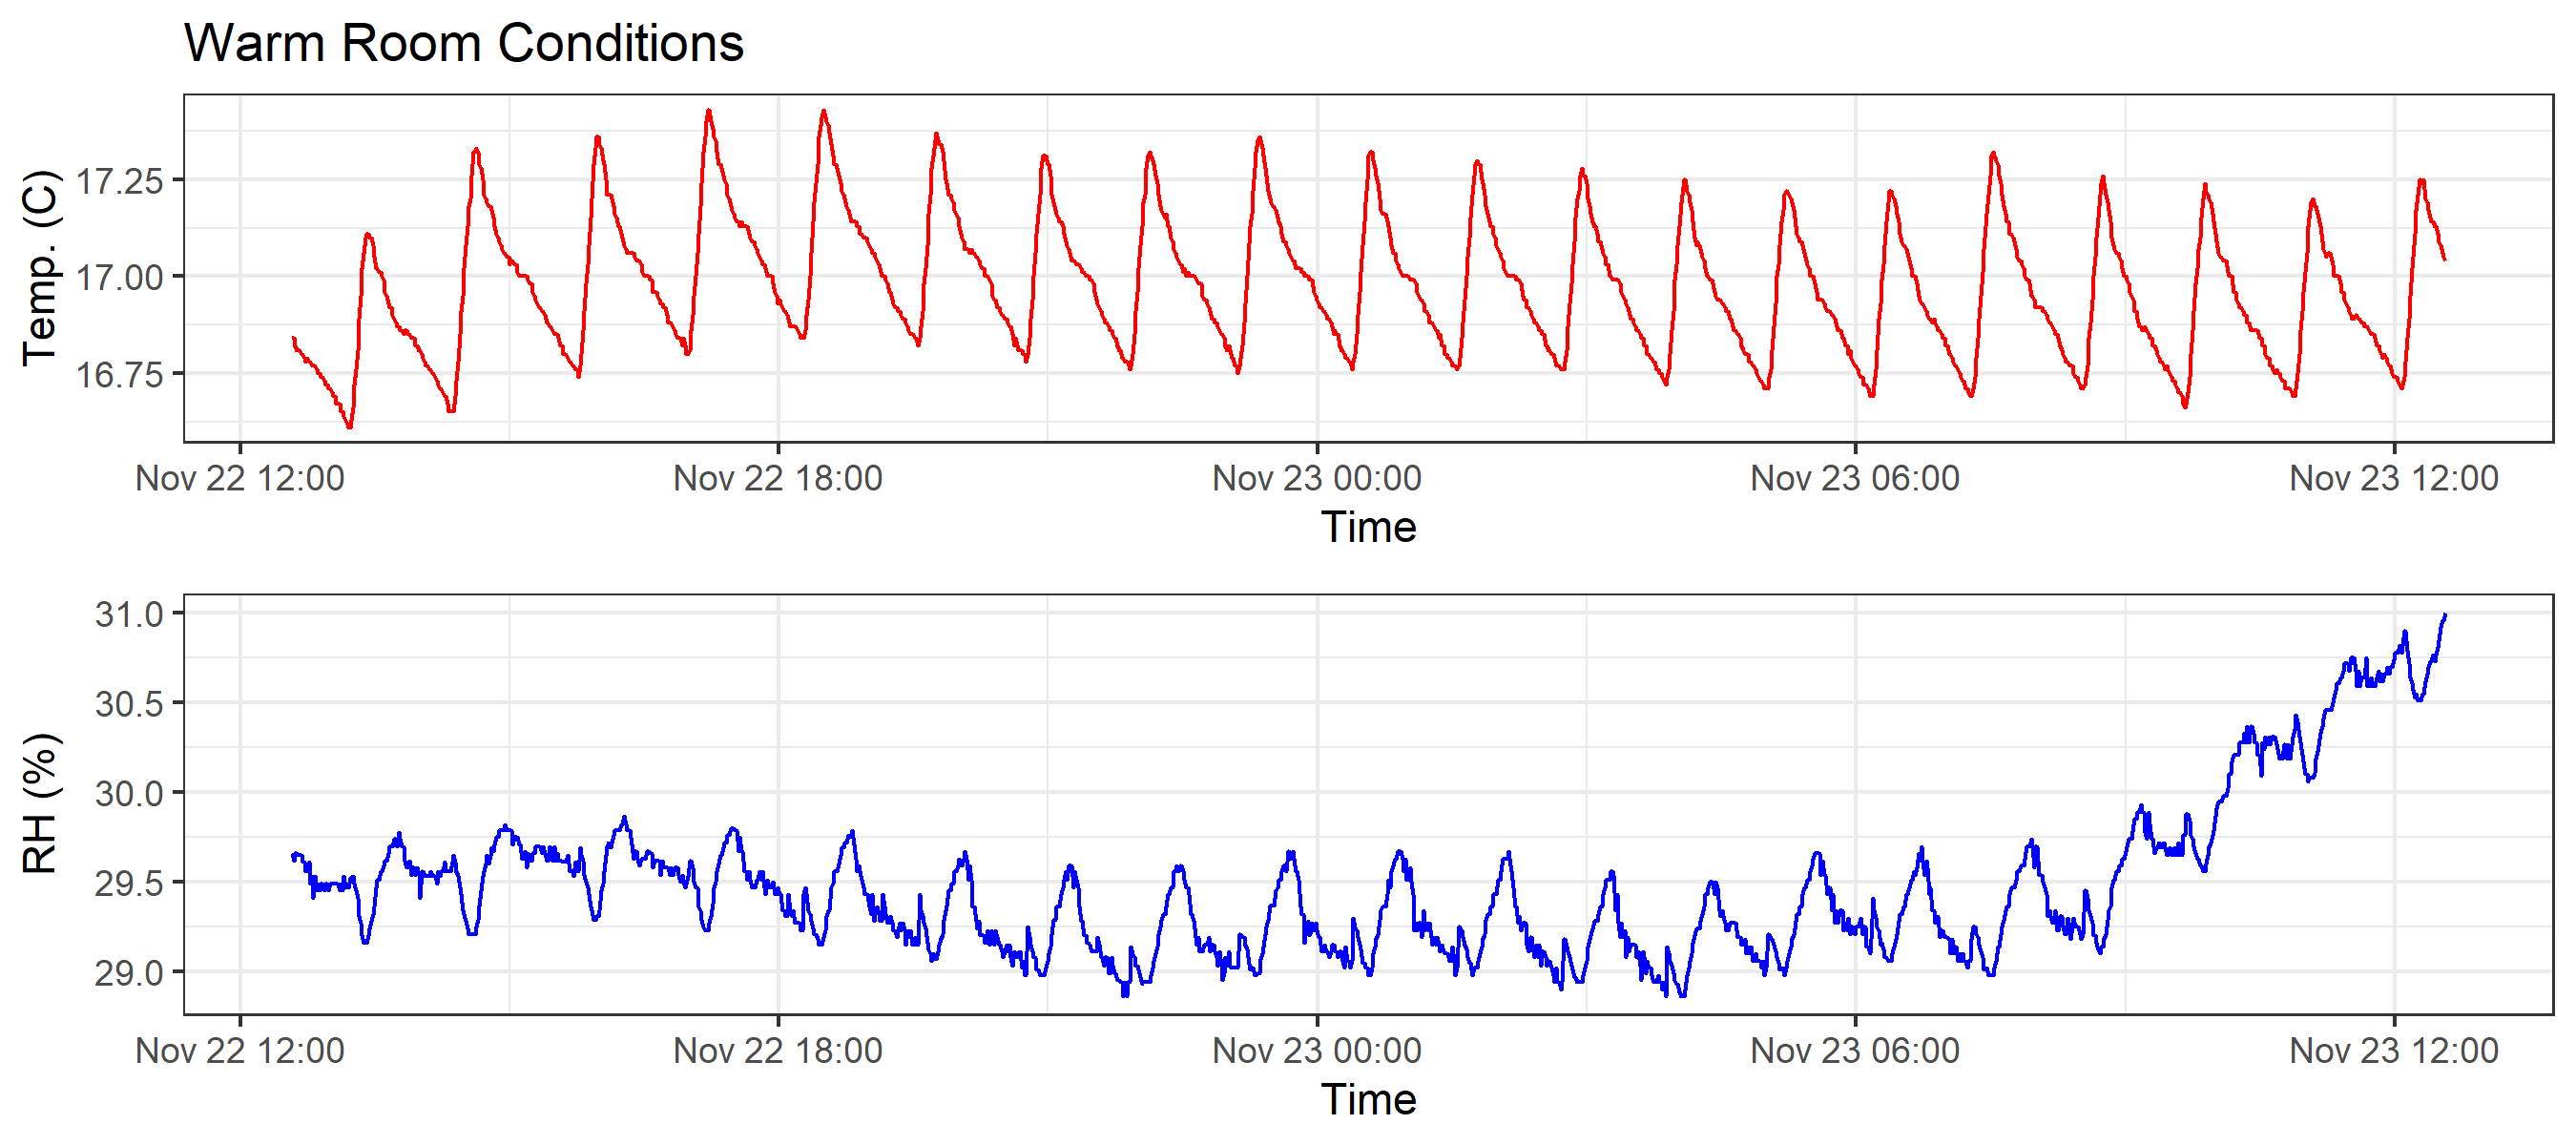 Warm Room Conditions
Temp. (C)
17.25
17.00
16.75
Nov 22 12:00 Nov 22 18:00 Nov 23 00:00 Nov 23 06:00 Nov 23 12:00
Time
RH (%)
31.0
30.5
30.0
29.5
29.0
Nov 22 12:00 Nov 22 18:00 Nov 23 00:00 Nov 23 06:00 Nov 23 12:00
Time